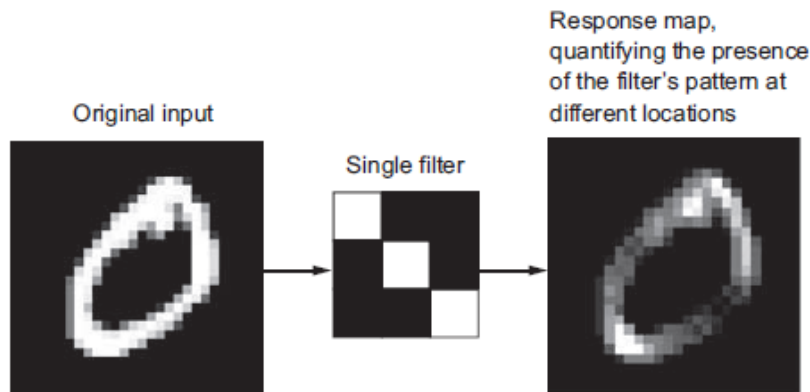 Original input
Single filter
Response map,
quantifying the presence
of the filter's pattern at
different locations